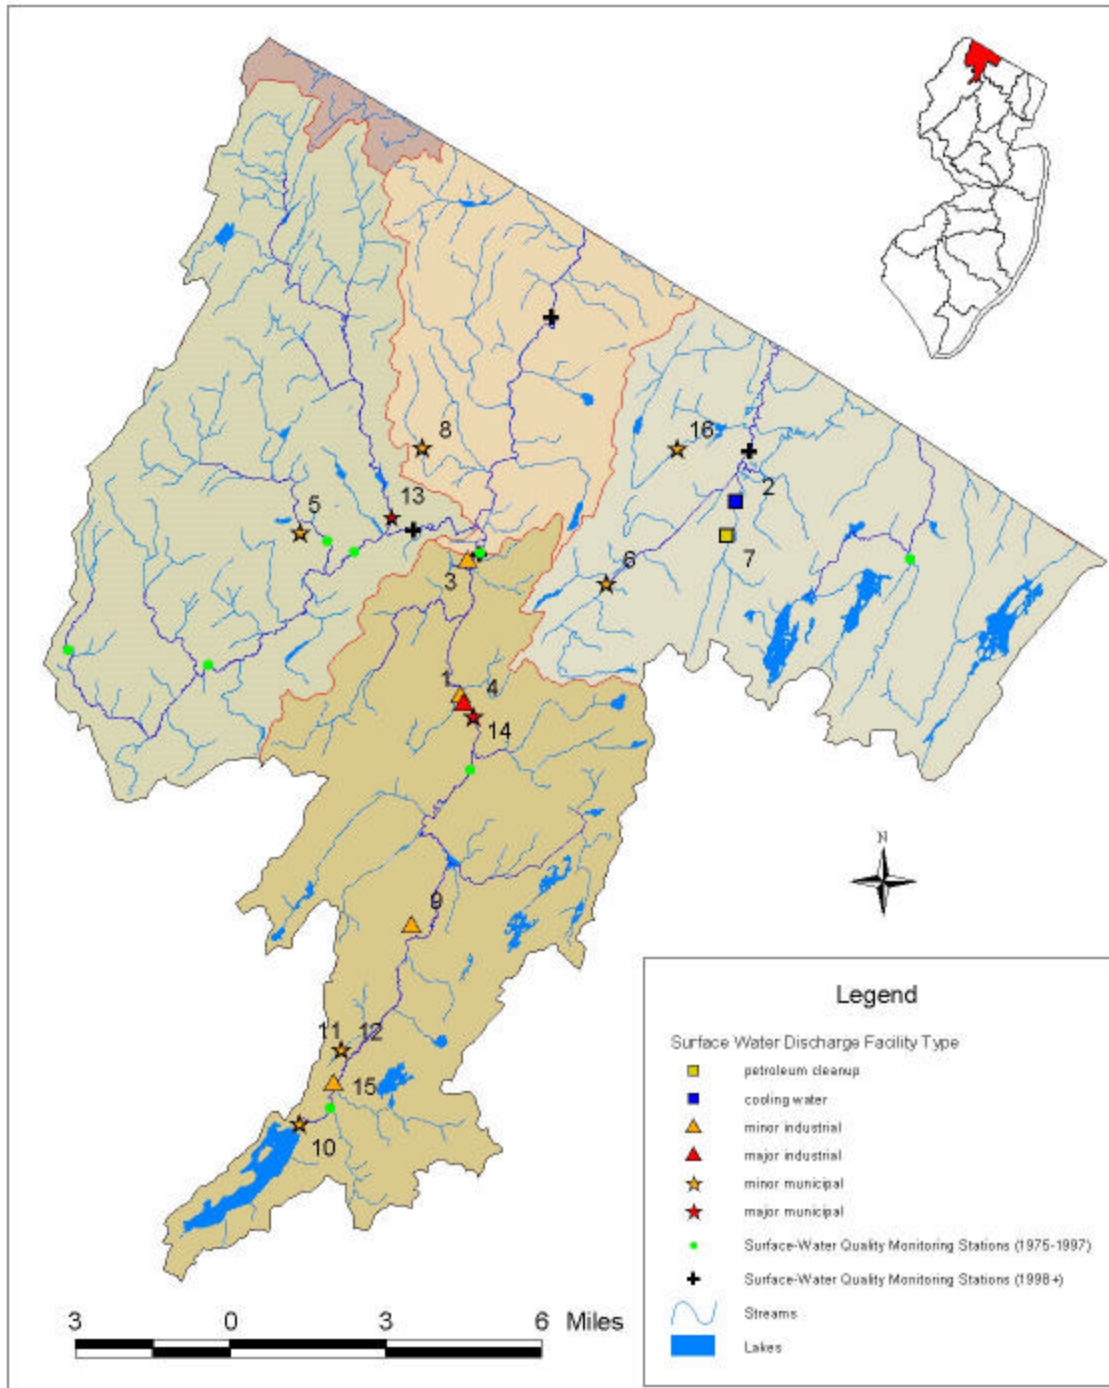 8
16
2
13
5
7
6
3
1
4
14
N
9
11
12
15
10
Legend
Surface Water Discharge Facility Type
petroleum cleanup
cooling water
minor industrial
major industrial
minor municipal
major municipal
Surface-Water Quality Monitoring Stations (1975-1997)
Surface-Water Quality Monitoring Stations (1998+)
Streams
Lakes
3 0 3 6 Miles